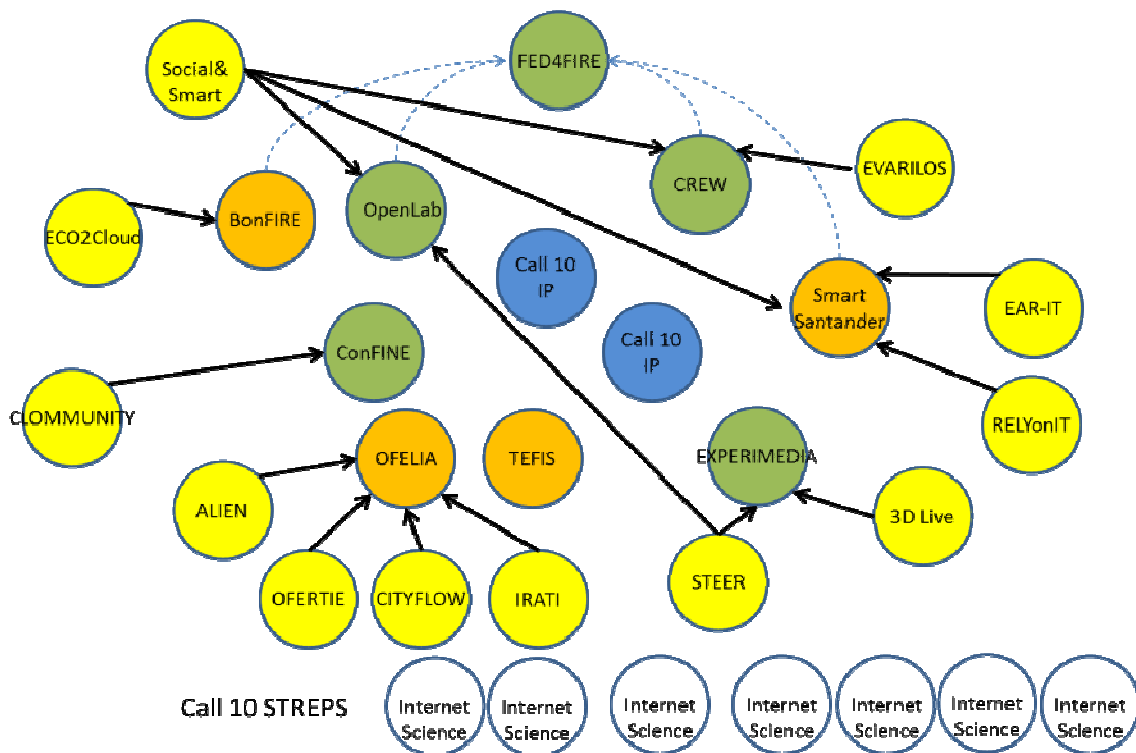 Social&
Smart
FED4FIRE
EVARILOS
CREW
OpenLab
BonFIRE
ECO2Cloud
Call 10
IP
Smart
Santander
EAR-IT
Call 10
IP
ConFINE
CLOMMUNITY
RELYonIT
OFELIA
TEFIS
EXPERIMEDIA
ALIEN
3D Live
STEER
OFERTIE
CITYFLOW
IRATI
Call 10 STREPS
Internet
Science
Internet
Science
Internet
Science
Internet
Science
Internet
Science
Internet
Science
Internet
Science